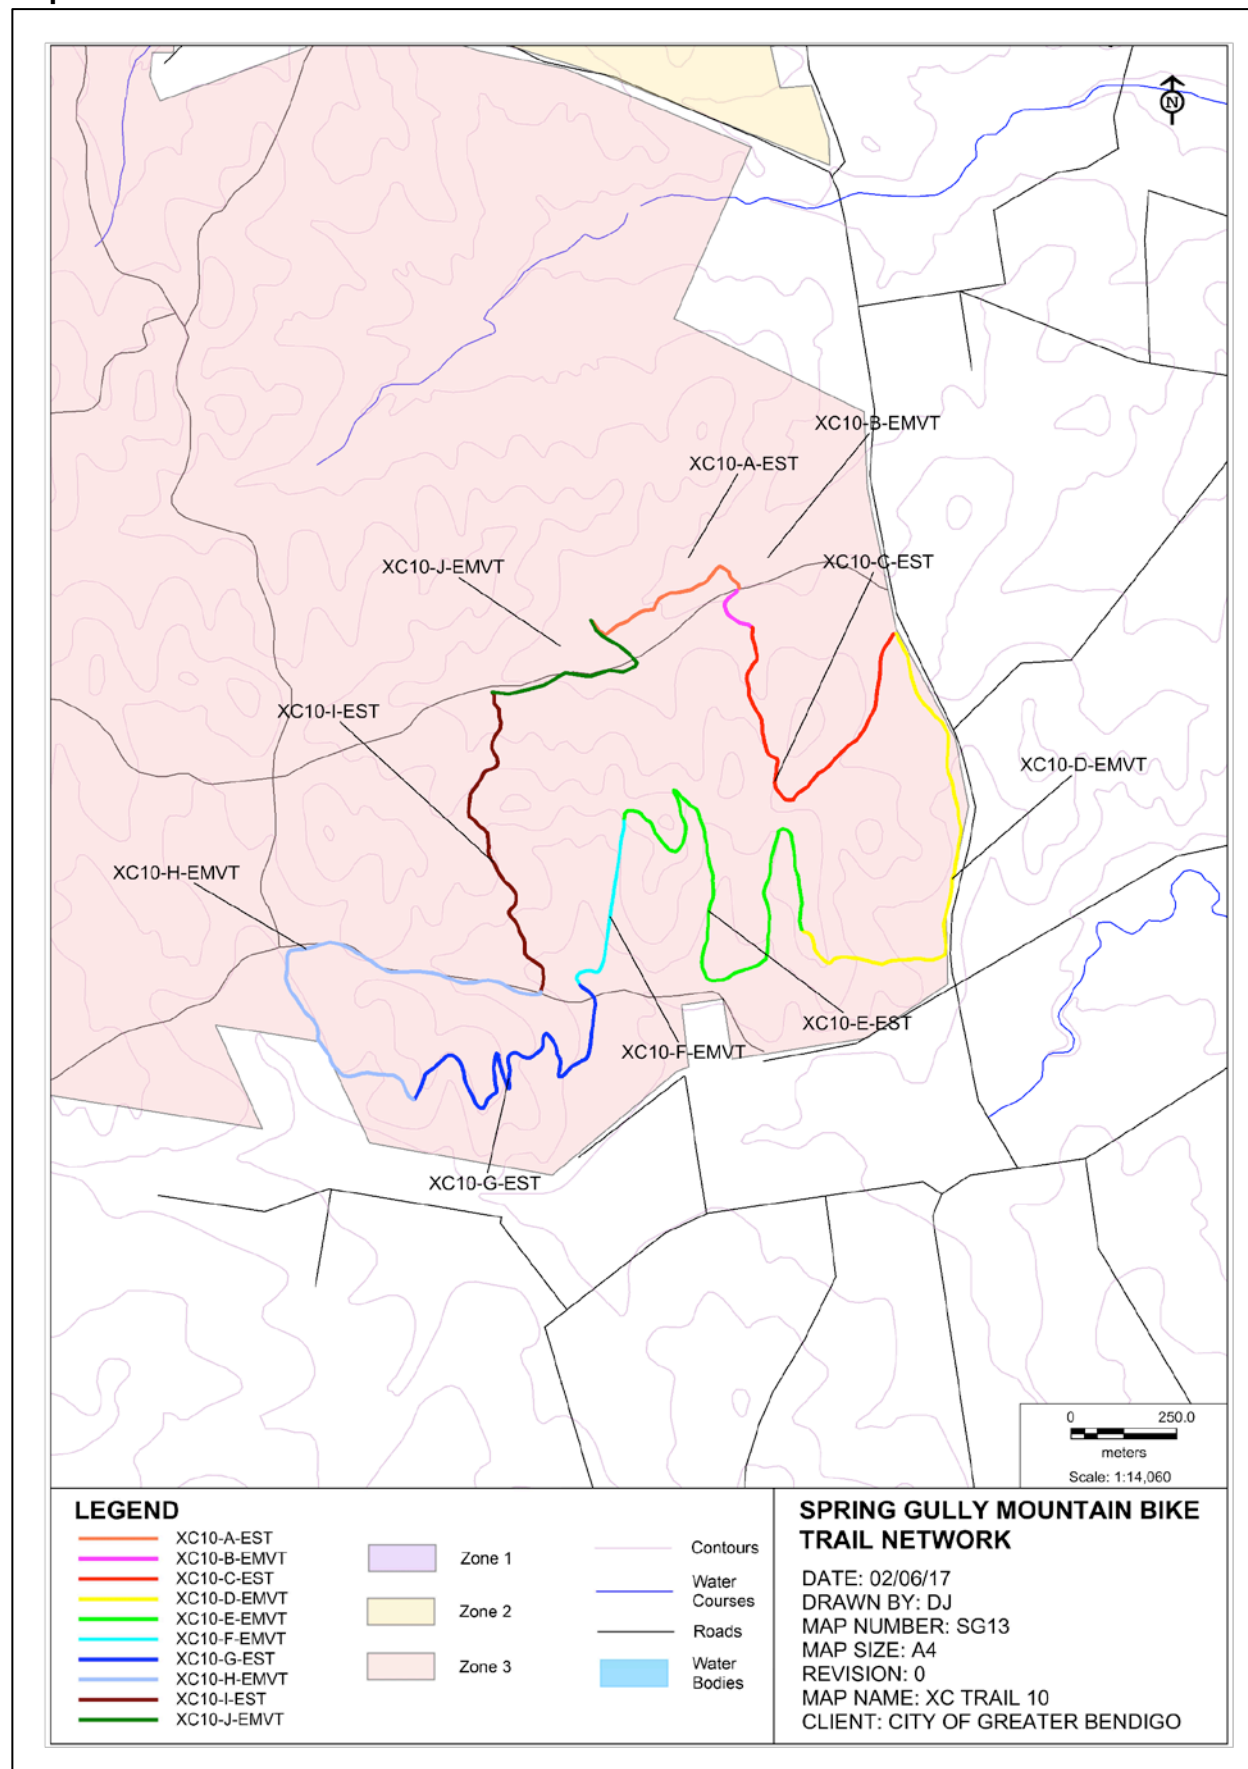 N
XC10-B-EMVT
XC10-A-EST
XC10-C-EST
XC10-J-EMVT
XC10-I-EST
XC10-D-EMVT
XC10-H-EMVT
XC10-E-EST
XC10-F-EMVT
XC10-G-EST
0 250.0
meters
Scale: 1:14,060
LEGEND
XC10-A-EST
XC10-B-EMVT
XC10-C-EST
XC10-D-EMVT
XC10-E-EMVT
XC10-F-EMVT
XC10-G-EST
XC10-H-EMVT
XC10-I-EST
XC10-J-EMVT
Zone 1
Zone 2
Zone 3
Contours
Water
Courses
Roads
Water
Bodies
SPRING GULLY MOUNTAIN BIKE
TRAIL NETWORK
DATE: 02/06/17
DRAWN BY: DJ
MAP NUMBER: SG13
MAP SIZE: A4
REVISION: 0
MAP NAME: XC TRAIL 10
CLIENT: CITY OF GREATER BENDIGO